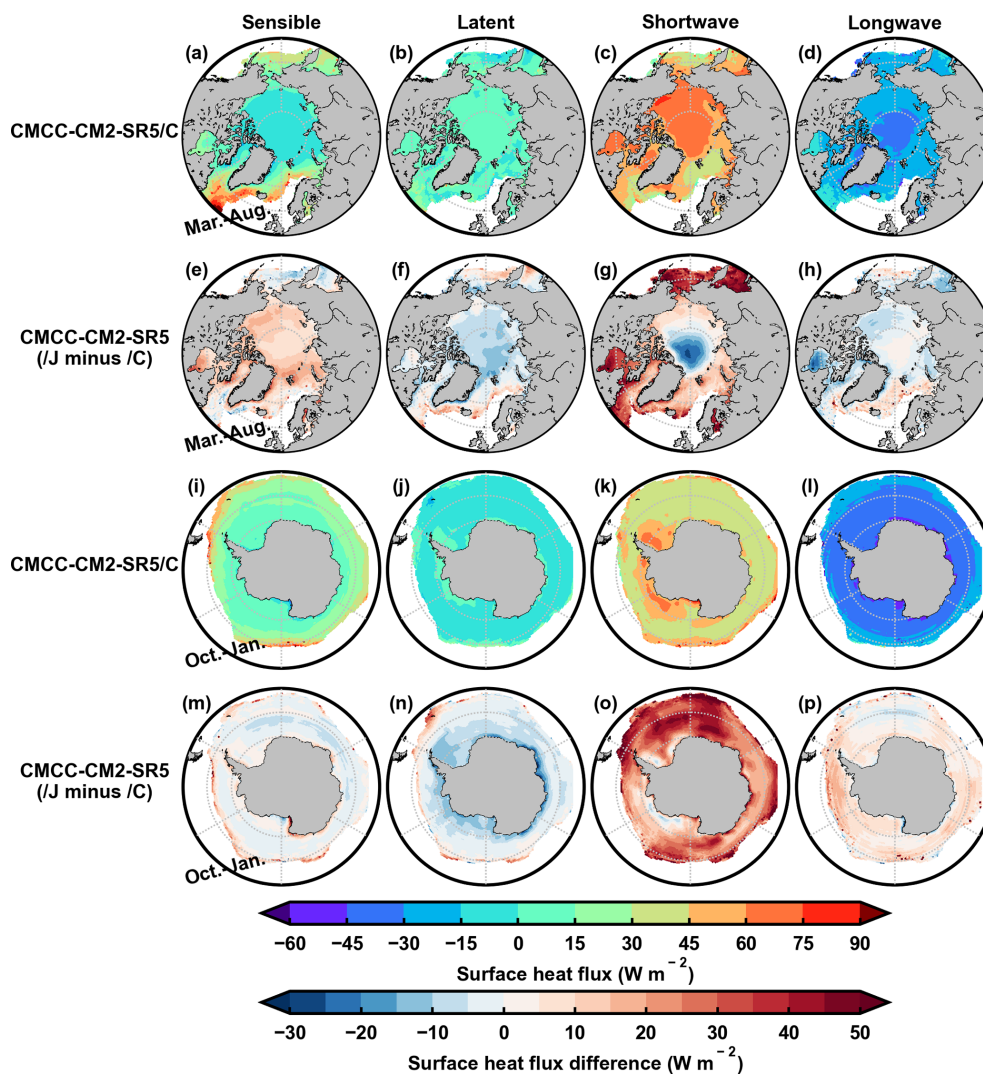 Sensible Latent Shortwave Longwave
(a) (b) (c) (d)
CMCC-CM2-SR5/C
Mar.-Aug.
(e) (f) (g) (h)
CMCC-CM2-SR5
(/J minus /C)
Mar.-Aug.
(i) (j) (k) (l)
CMCC-CM2-SR5/C
Oct.-Jan.
(m) (n) (o) (p)
CMCC-CM2-SR5
(/J minus /C)
Oct.-Jan.
−60 −45 −30 −15 0 15 30 45 60 75 90
Surface heat flux (W m−2)
−30 −20 −10 0 10 20 30 40 50
Surface heat flux difference (W m−2)